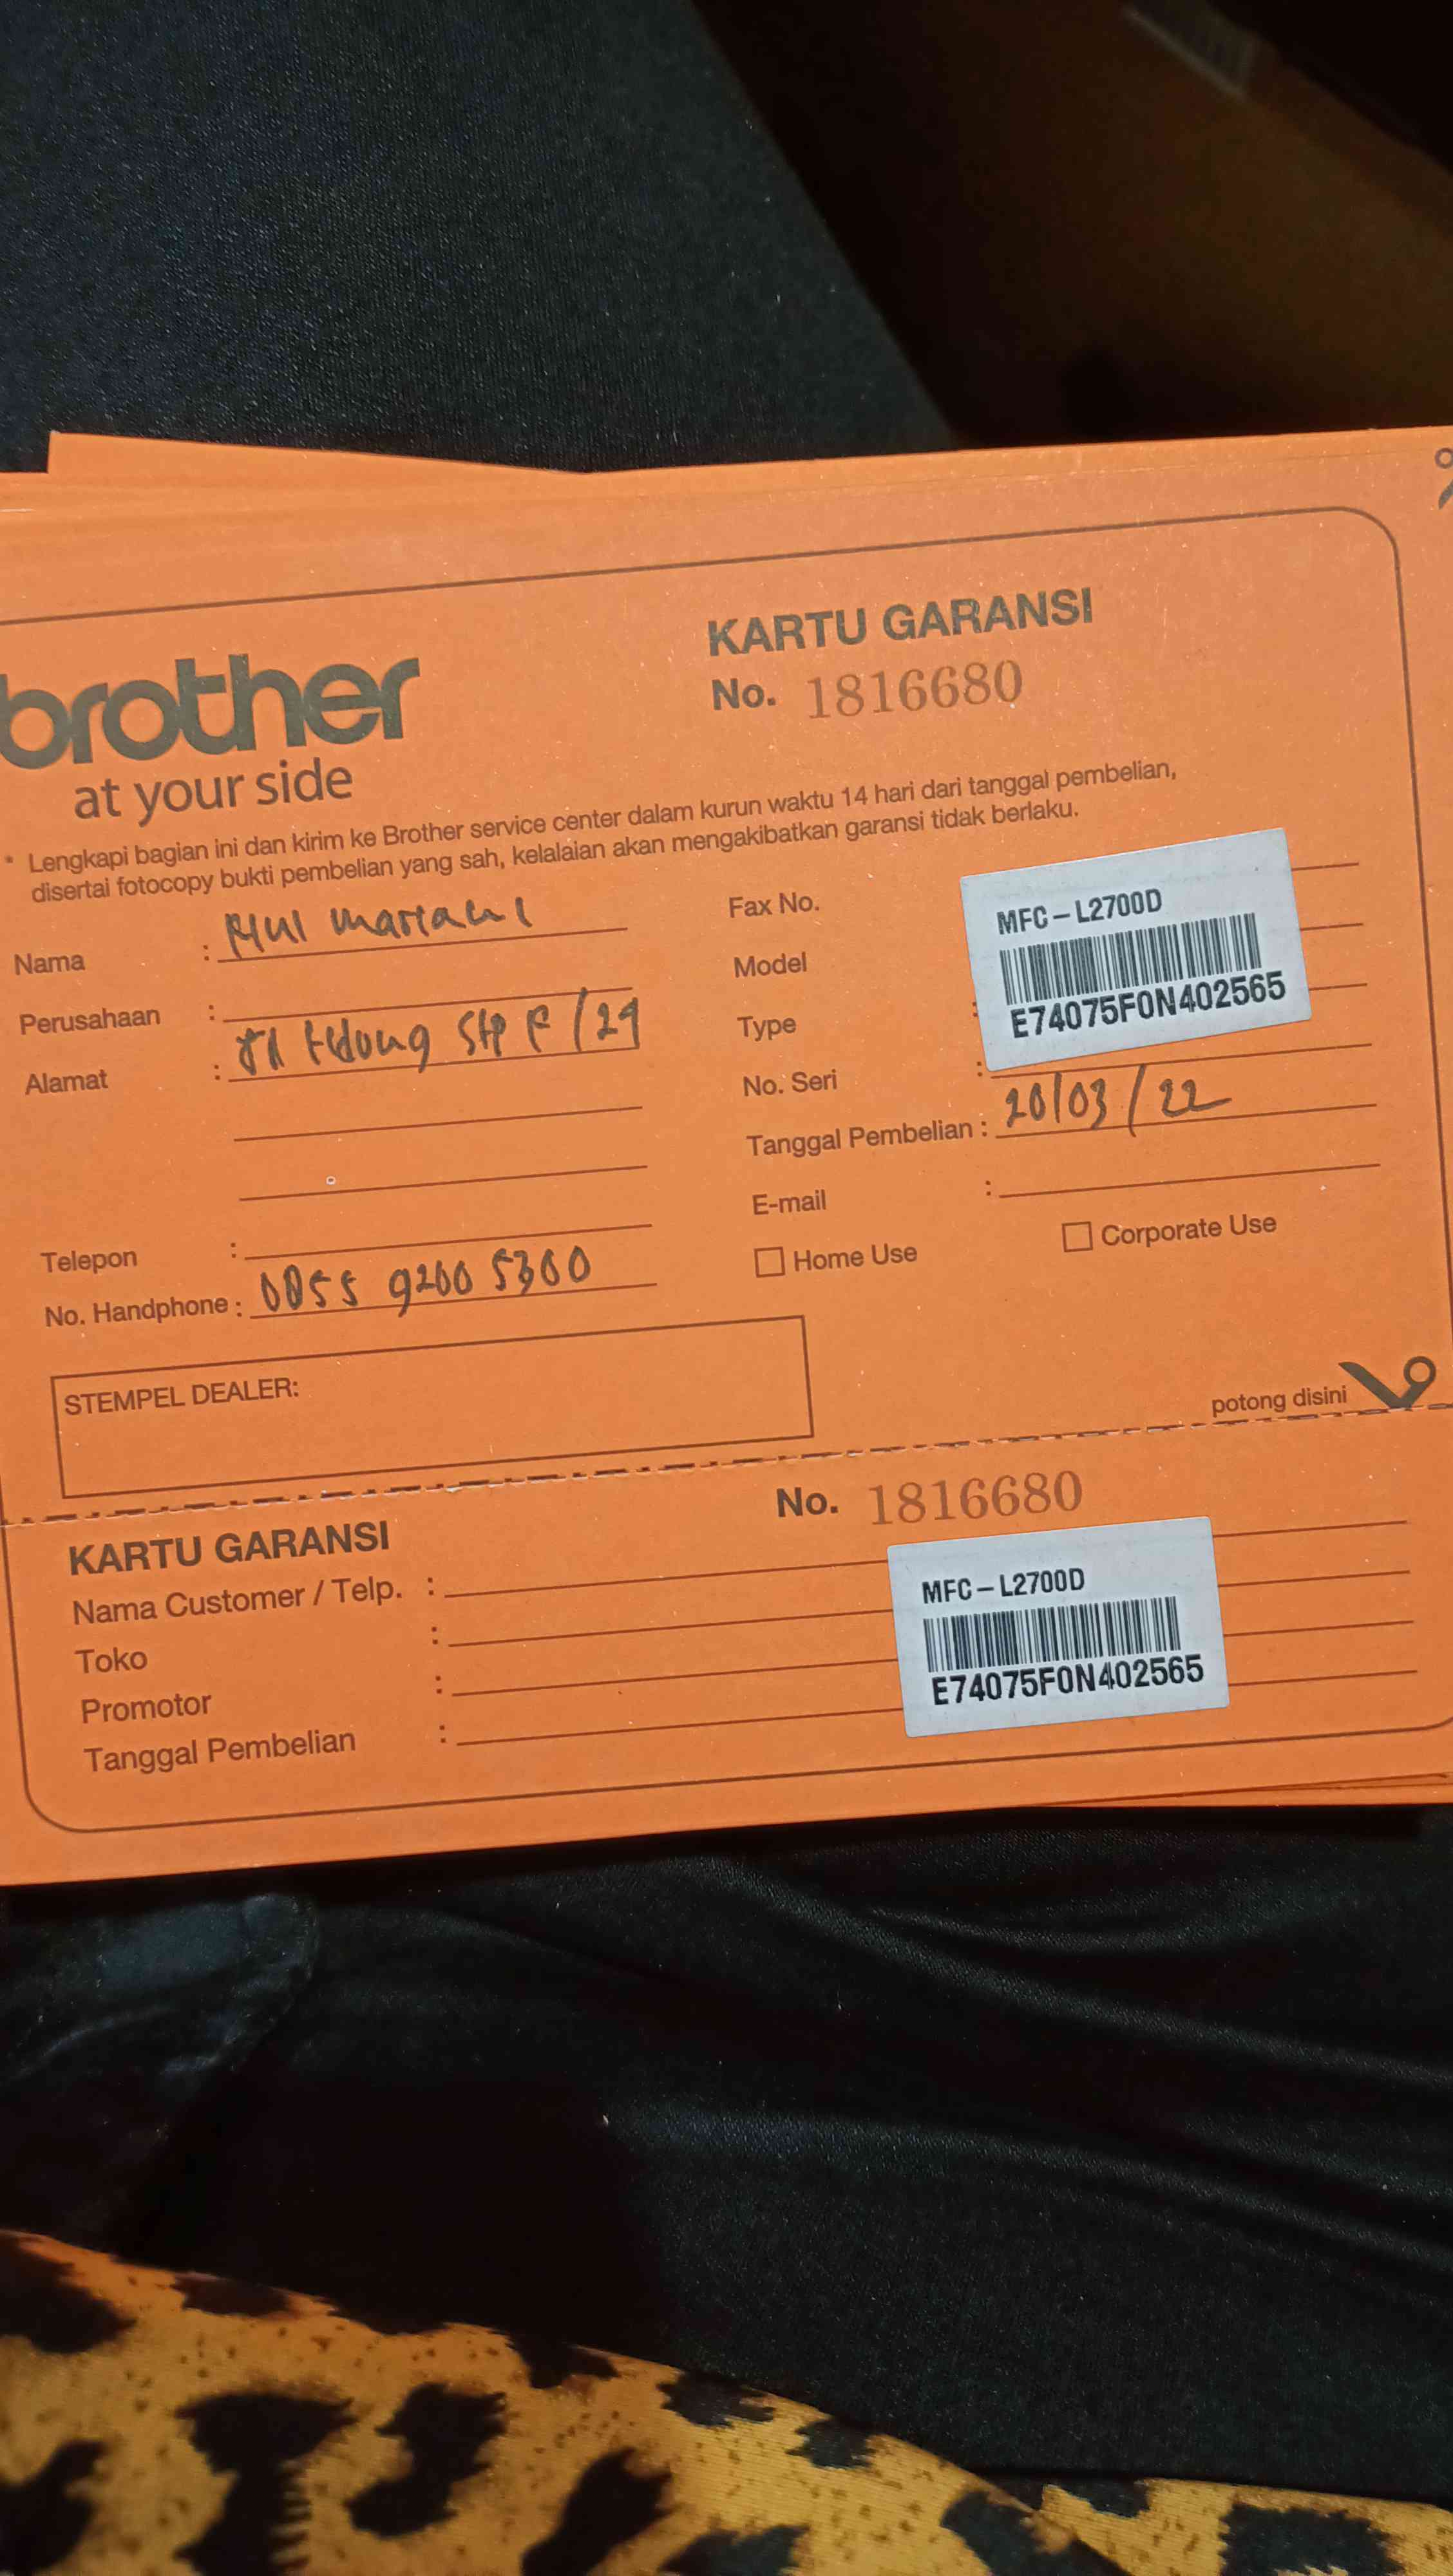 brother
at your side
KARTU GARANSI
No. 1816680
* Lengkapi bagian ini dan kirim ke Brother service center dalam kurun waktu 14 hari dari tanggal pembelian,
disertai fotocopy bukti pembelian yang sah, kelalaian akan mengakibatkan garansi tidak berlaku.
Nama : Mul Mariani
Perusahaan :
Alamat : Jl
Telepon :
No. Handphone : 0855 9200 5300
Fax No.
Model
Type :
No. Seri :
MFC – L2700D
E74075F0N402565
Tanggal Pembelian : 20/03/22
E-mail :
Home Use
Corporate Use
STEMPEL DEALER:
potong disini
KARTU GARANSI
No. 1816680
Nama Customer / Telp. :
Toko :
Promotor :
Tanggal Pembelian :
MFC – L2700D
E74075F0N402565